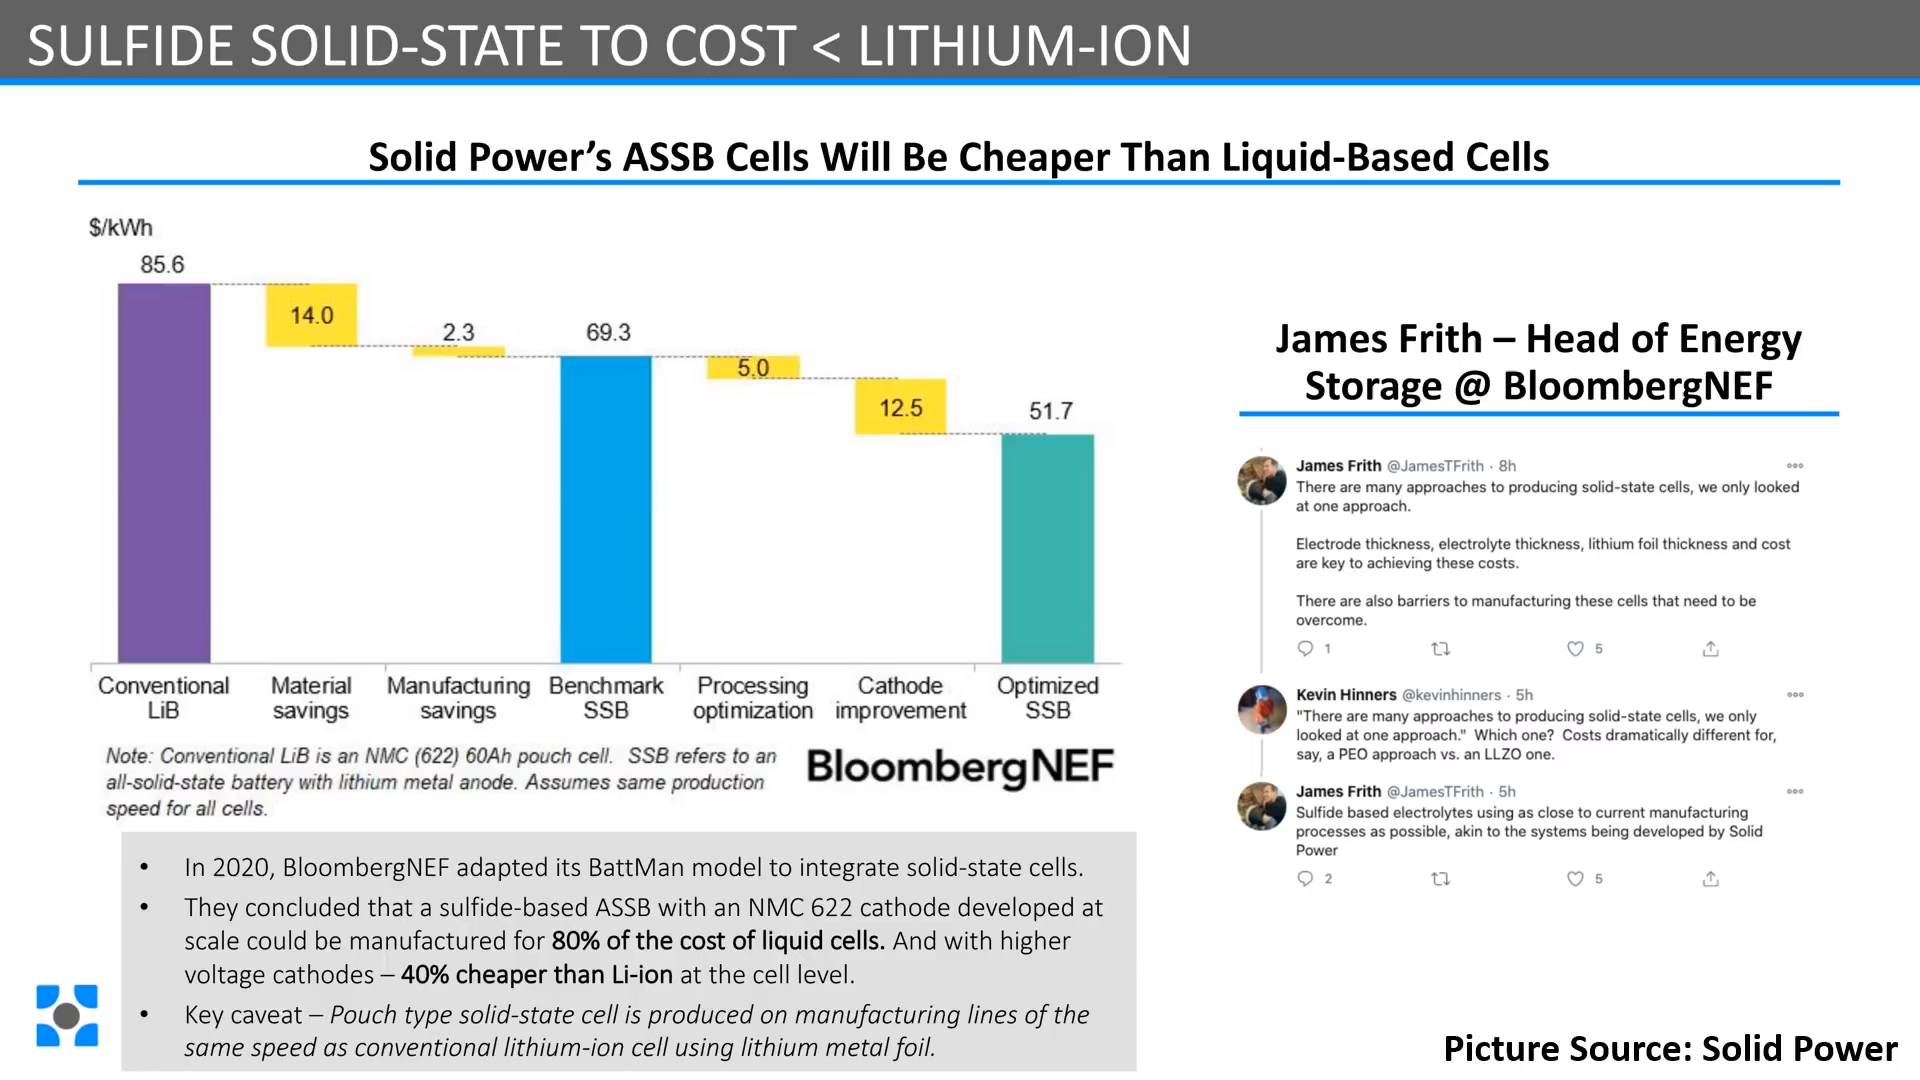 SULFIDE SOLID-STATE TO COST < LITHIUM-ION
Solid Power’s ASSB Cells Will Be Cheaper Than Liquid-Based Cells
$/kWh
85.6
14.0
2.3
69.3
5.0
12.5
51.7
Conventional
LiB
Material
savings
Manufacturing
savings
Benchmark
SSB
Processing
optimization
Cathode
improvement
Optimized
SSB
Note: Conventional LiB is an NMC (622) 60Ah pouch cell. SSB refers to an
all-solid-state battery with lithium metal anode. Assumes same production
speed for all cells.
BloombergNEF
• In 2020, BloombergNEF adapted its BattMan model to integrate solid-state cells.
• They concluded that a sulfide-based ASSB with an NMC 622 cathode developed at
scale could be manufactured for 80% of the cost of liquid cells. And with higher
voltage cathodes – 40% cheaper than Li-ion at the cell level.
• Key caveat – Pouch type solid-state cell is produced on manufacturing lines of the
same speed as conventional lithium-ion cell using lithium metal foil.
James Frith – Head of Energy
Storage @ BloombergNEF
James Frith @JamesTFrith · 8h
There are many approaches to producing solid-state cells, we only looked
at one approach.
Electrode thickness, electrolyte thickness, lithium foil thickness and cost
are key to achieving these costs.
There are also barriers to manufacturing these cells that need to be
overcome.
1 5
Kevin Hinners @kevinhinners · 5h
"There are many approaches to producing solid-state cells, we only
looked at one approach." Which one? Costs dramatically different for,
say, a PEO approach vs. an LLZO one.
James Frith @JamesTFrith · 5h
Sulfide based electrolytes using as close to current manufacturing
processes as possible, akin to the systems being developed by Solid
Power
2 5
Picture Source: Solid Power